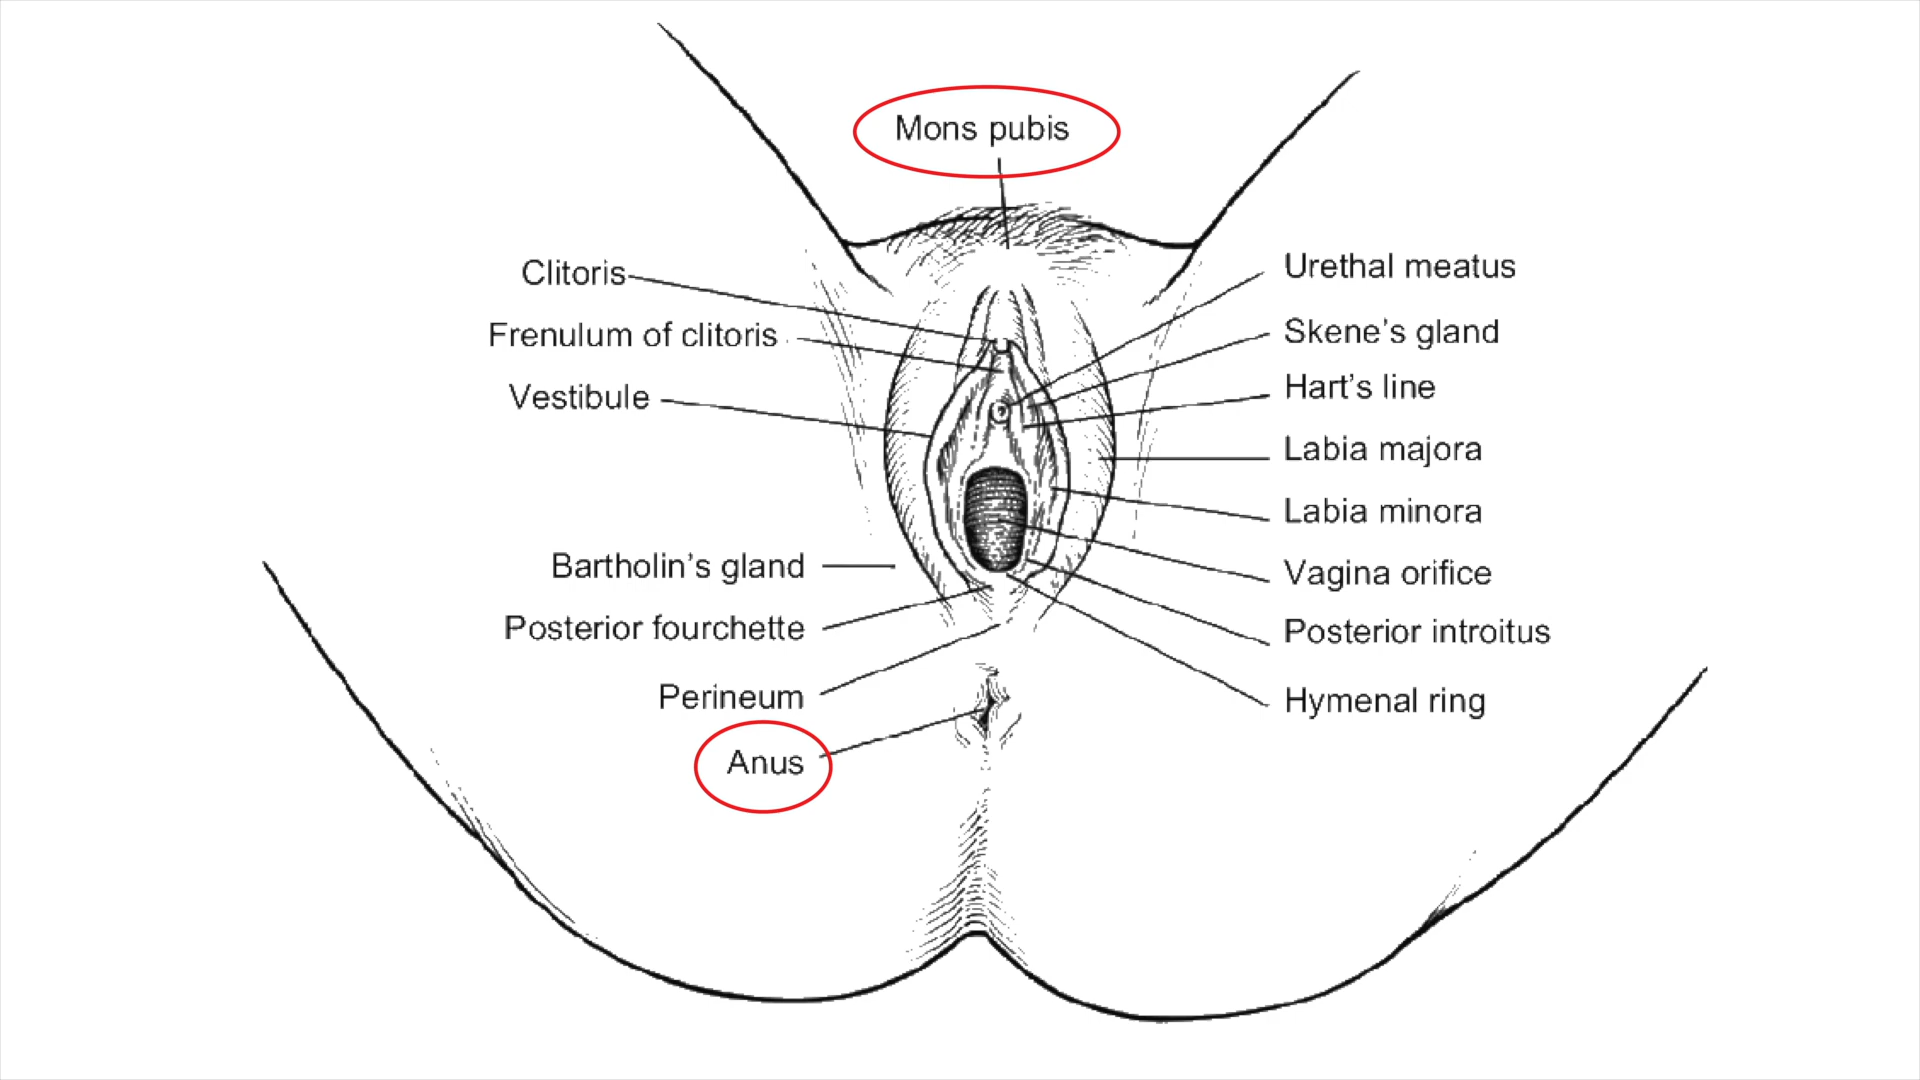 Mons pubis
Clitoris
Frenulum of clitoris
Vestibule
Bartholin's gland
Posterior fourchette
Perineum
Anus
Urethal meatus
Skene's gland
Hart's line
Labia majora
Labia minora
Vagina orifice
Posterior introitus
Hymenal ring